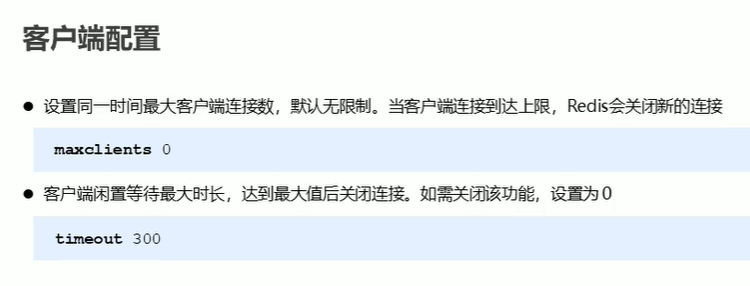 客户端配置
● 设置同一时间最大客户端连接数，默认无限制。当客户端连接到达上限，Redis会关闭新的连接
maxclients 0
● 客户端闲置等待最大时长，达到最大值后关闭连接。如需关闭该功能，设置为 0
timeout 300